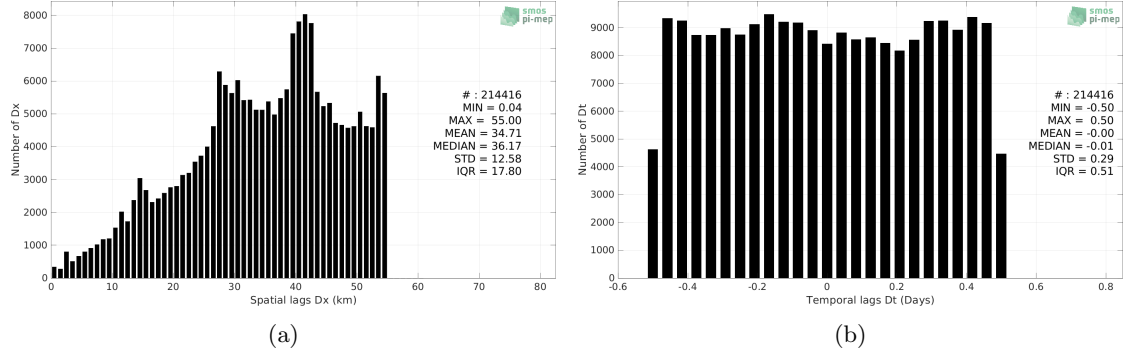 smos
pi-mep
8000
7000
6000
5000
4000
3000
2000
1000
0
Number of Dx
# : 214416
MIN = 0.04
MAX = 55.00
MEAN = 34.71
MEDIAN = 36.17
STD = 12.58
IQR = 17.80
0 10 20 30 40 50 60 70 80
Spatial lags Dx (km)
(a)
smos
pi-mep
9000
8000
7000
6000
5000
4000
3000
2000
1000
0
Number of Dt
# : 214416
MIN = -0.50
MAX = 0.50
MEAN = -0.00
MEDIAN = -0.01
STD = 0.29
IQR = 0.51
-0.6 -0.4 -0.2 0 0.2 0.4 0.6 0.8
Temporal lags Dt (Days)
(b)